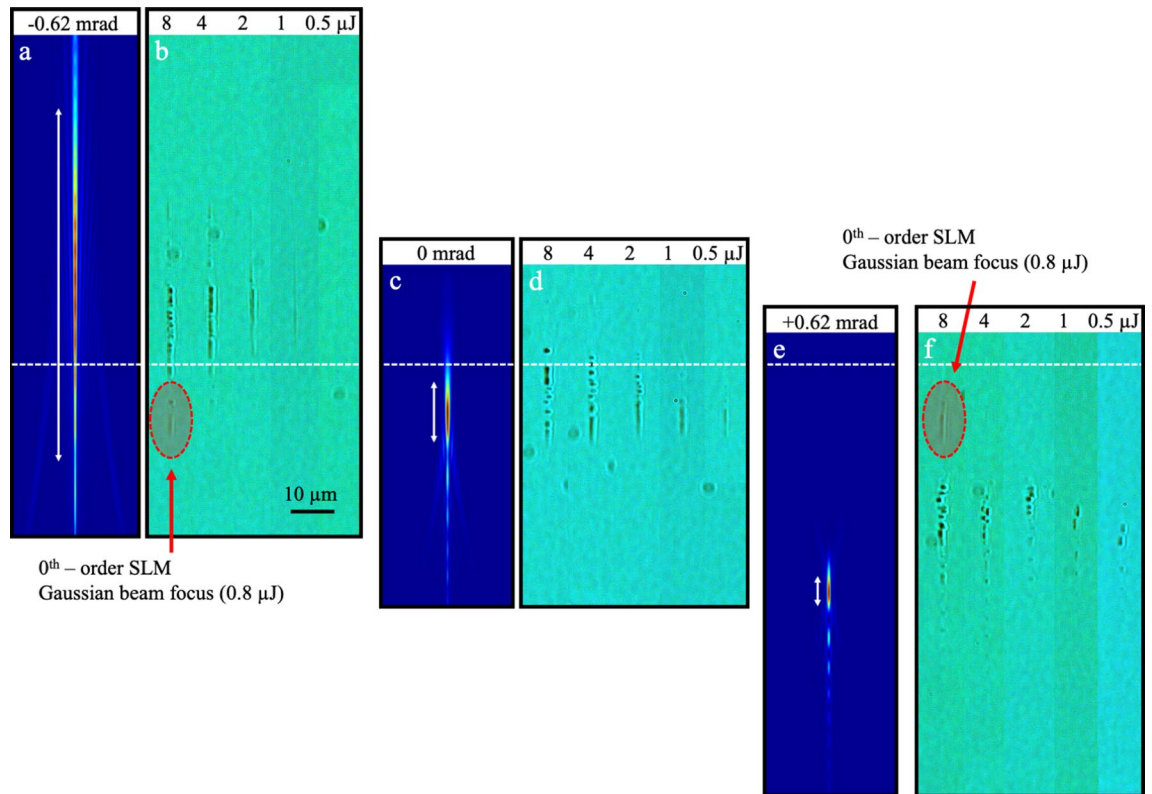 -0.62 mrad
8 4 2 1 0.5 μJ
a
b
10 μm
0th – order SLM
Gaussian beam focus (0.8 μJ)
0 mrad
8 4 2 1 0.5 μJ
c
d
0th – order SLM
Gaussian beam focus (0.8 μJ)
+0.62 mrad
8 4 2 1 0.5 μJ
e
f